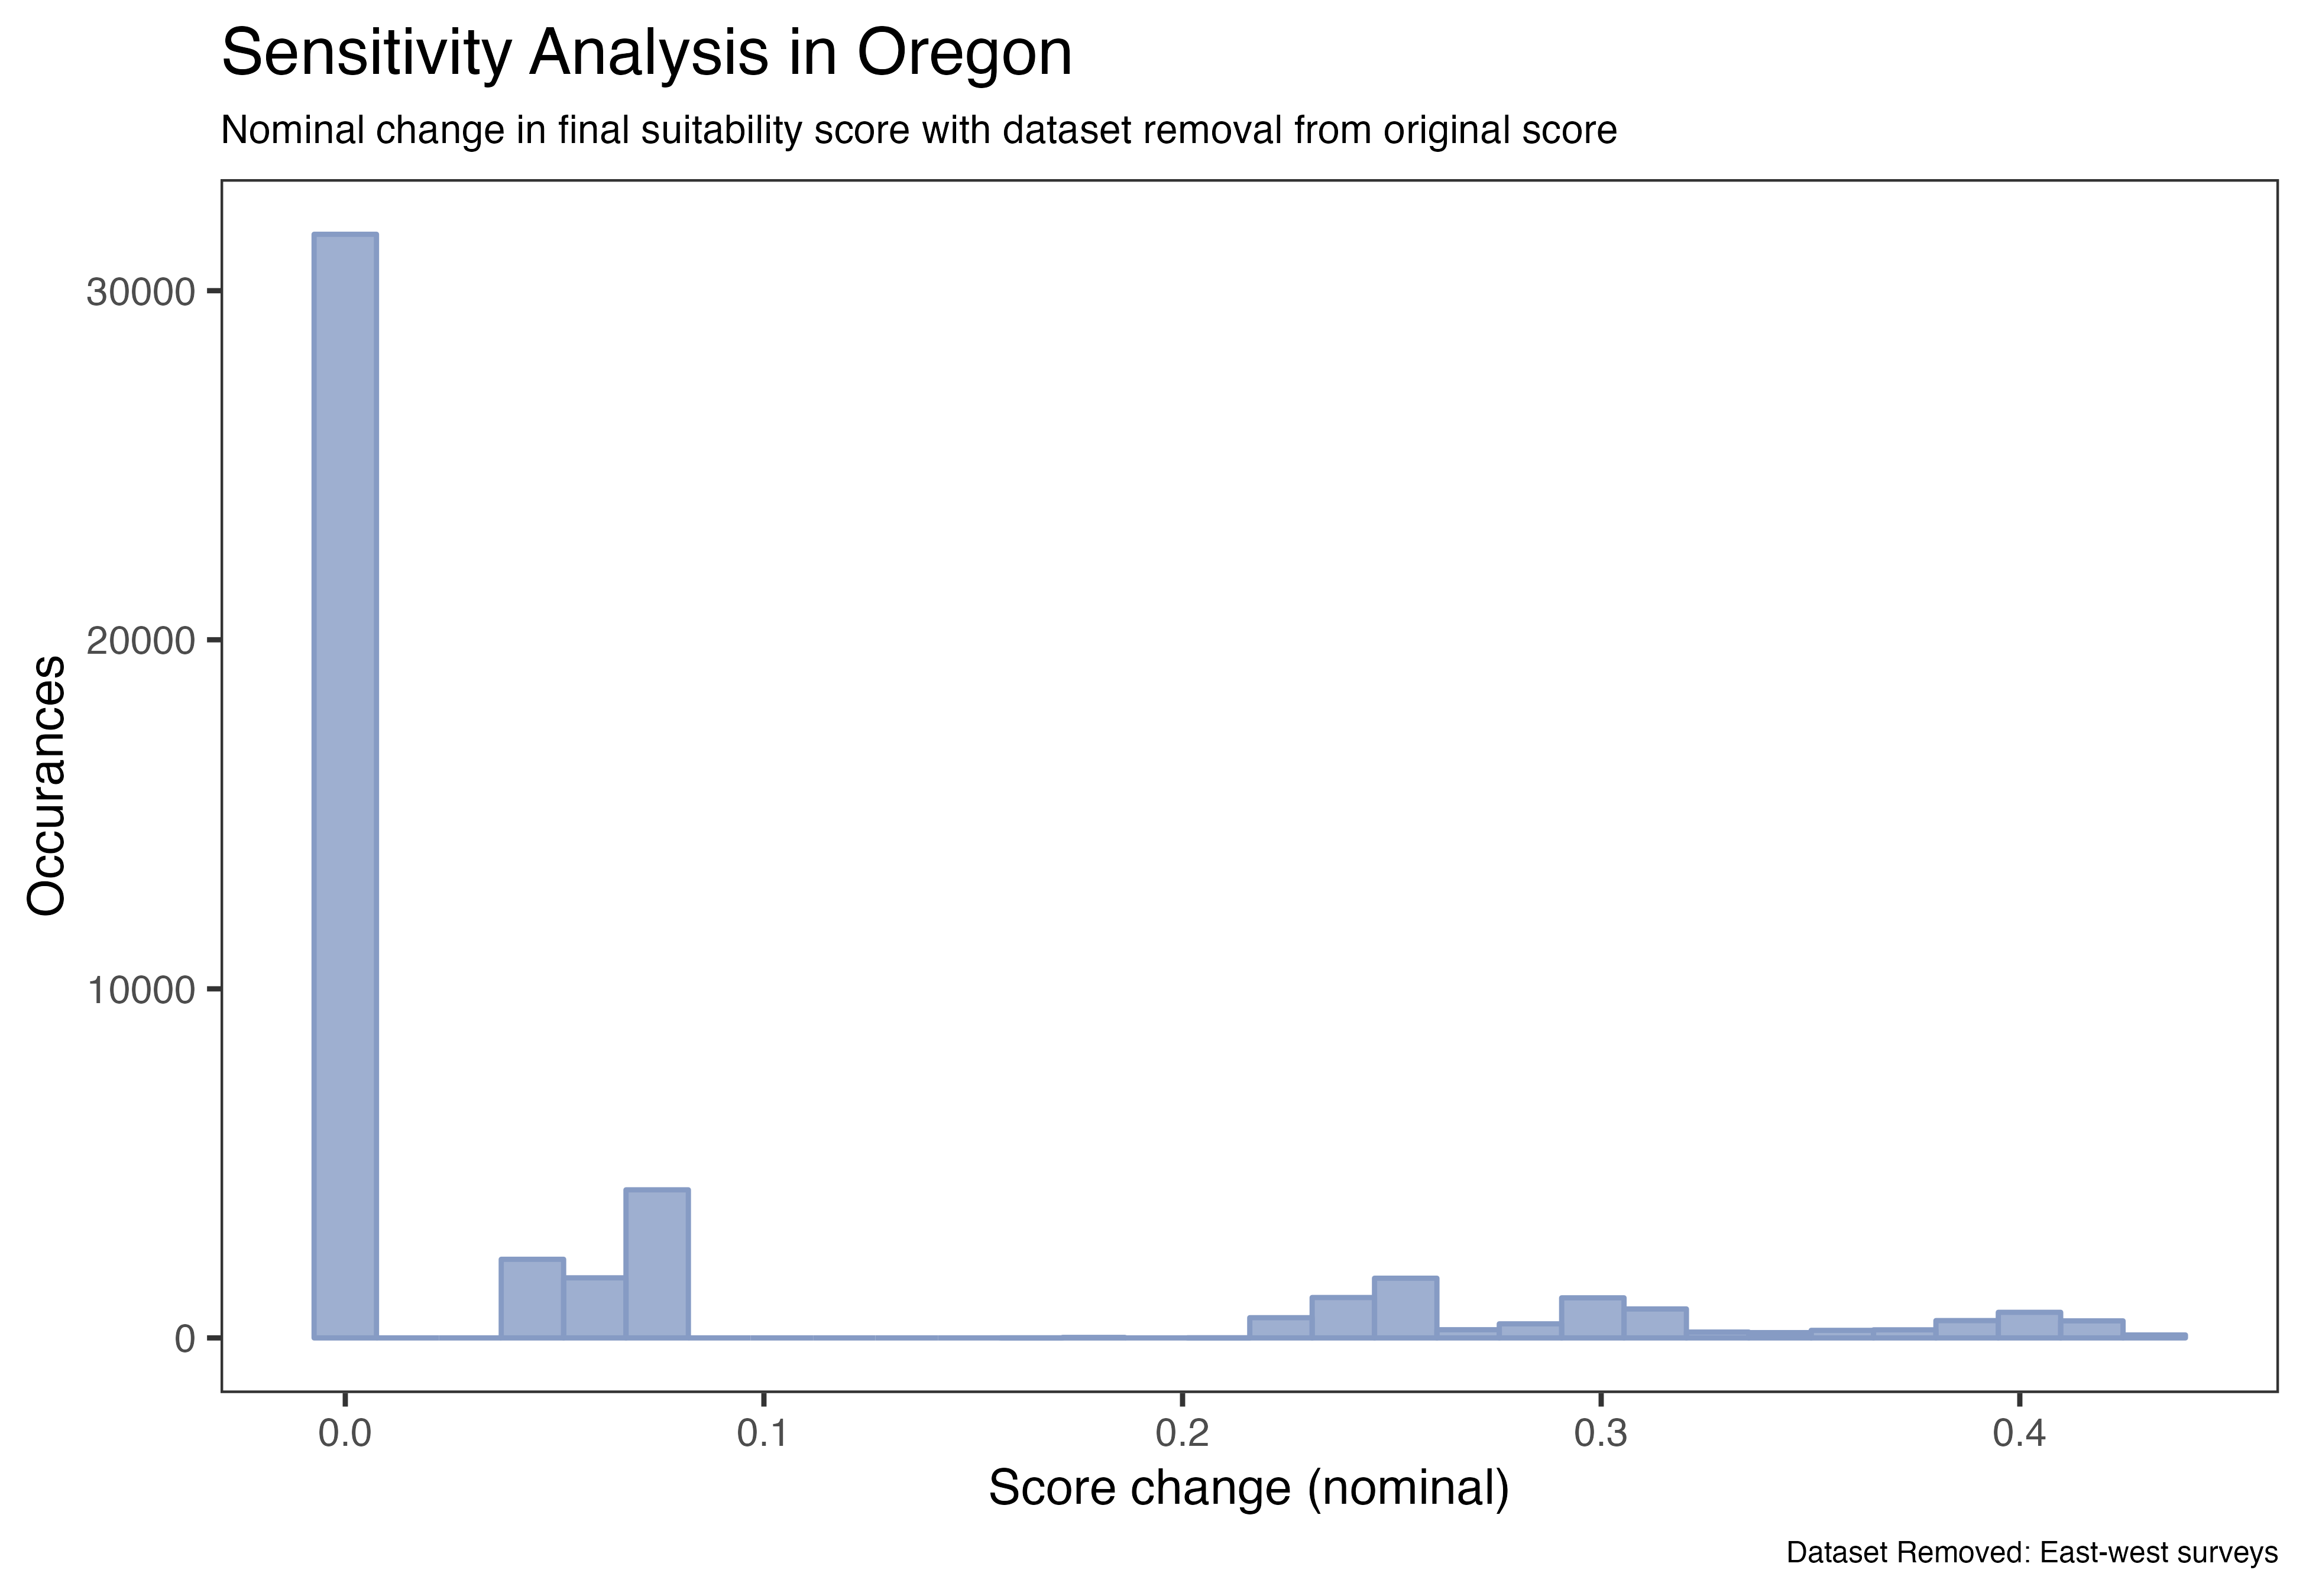 Sensitivity Analysis in Oregon
Nominal change in final suitability score with dataset removal from original score
30000
20000
10000
0
Occurances
0.0
0.1
0.2
0.3
0.4
Score change (nominal)
Dataset Removed: East-west surveys